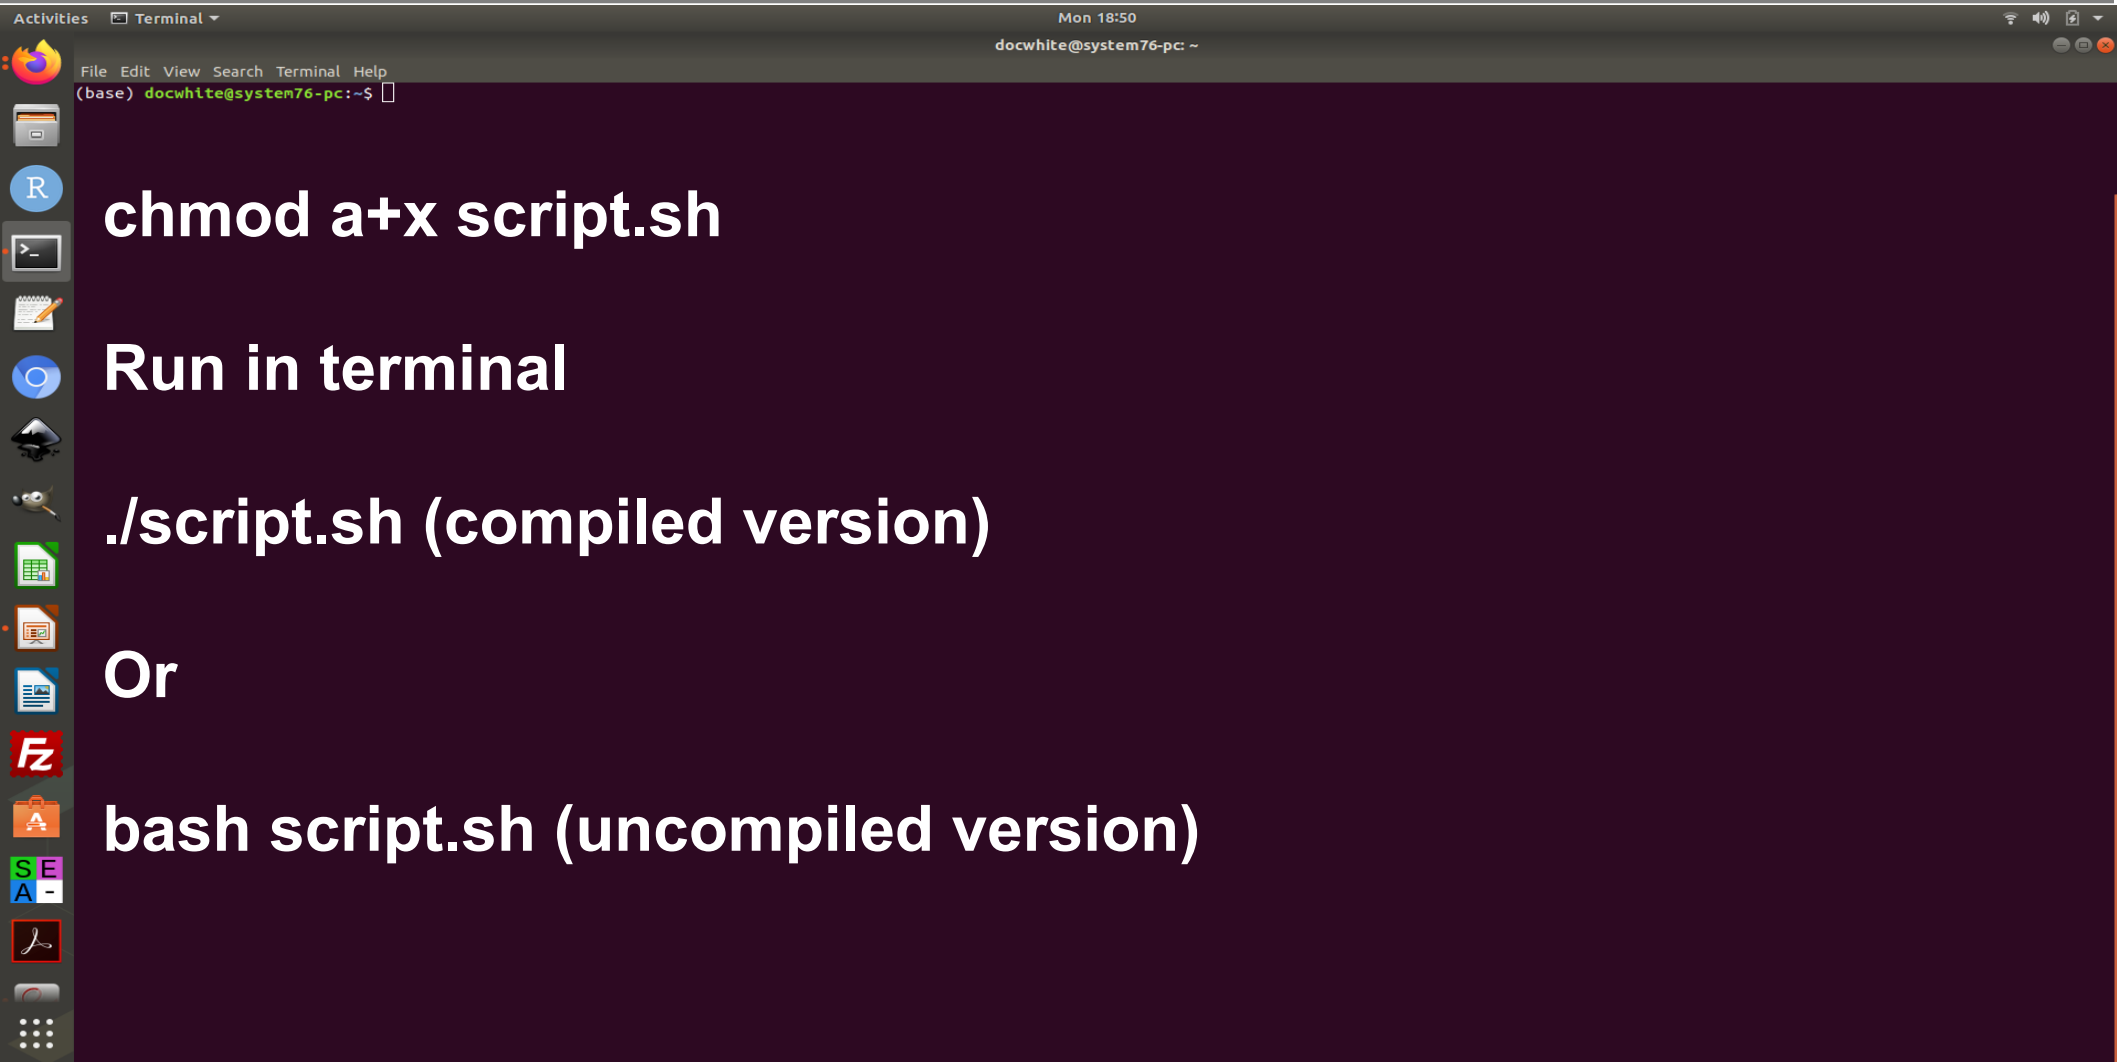 Activities Terminal Mon 18:50
docwhite@system76-pc: ~
File Edit View Search Terminal Help
(base) docwhite@system76-pc:~$
R
chmod a+x script.sh
>_
Run in terminal
./script.sh (compiled version)
Or
Fz
bash script.sh (uncompiled version)
A
S E
A -